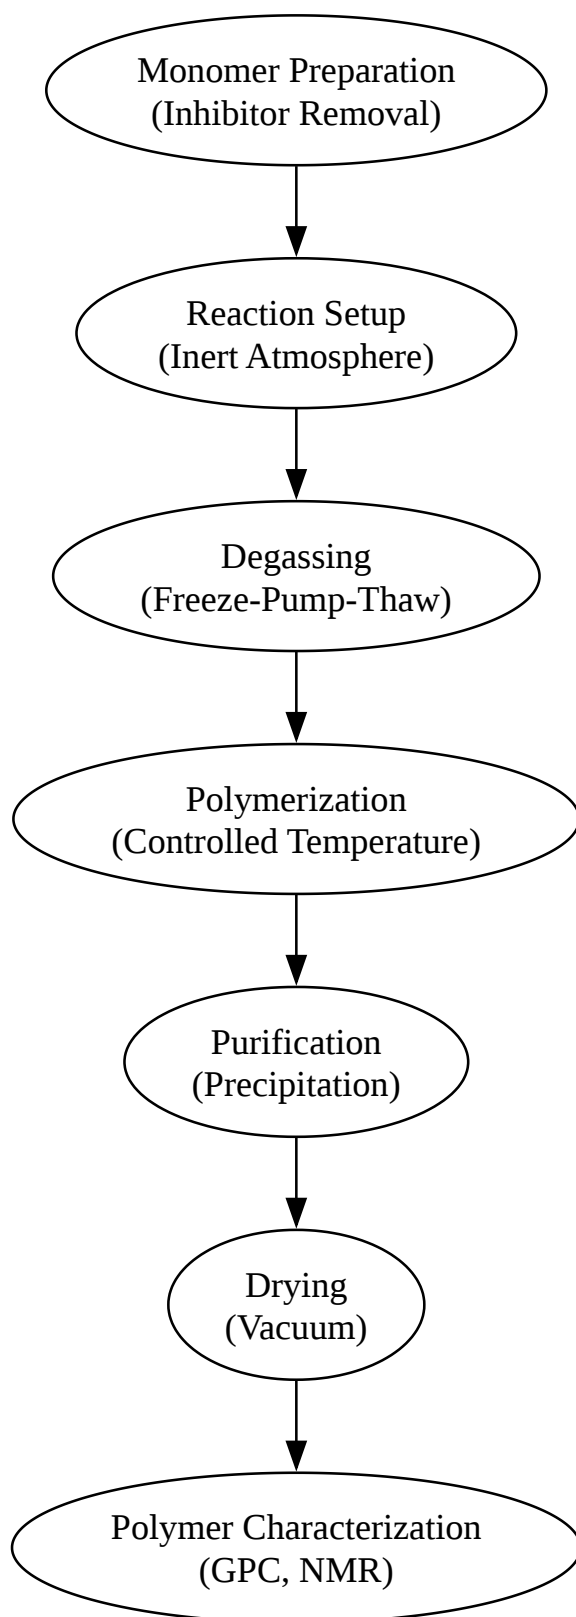 Monomer Preparation
(Inhibitor Removal)
Reaction Setup
(Inert Atmosphere)
Degassing
(Freeze-Pump-Thaw)
Polymerization
(Controlled Temperature)
Purification
(Precipitation)
Drying
(Vacuum)
Polymer Characterization
(GPC, NMR)